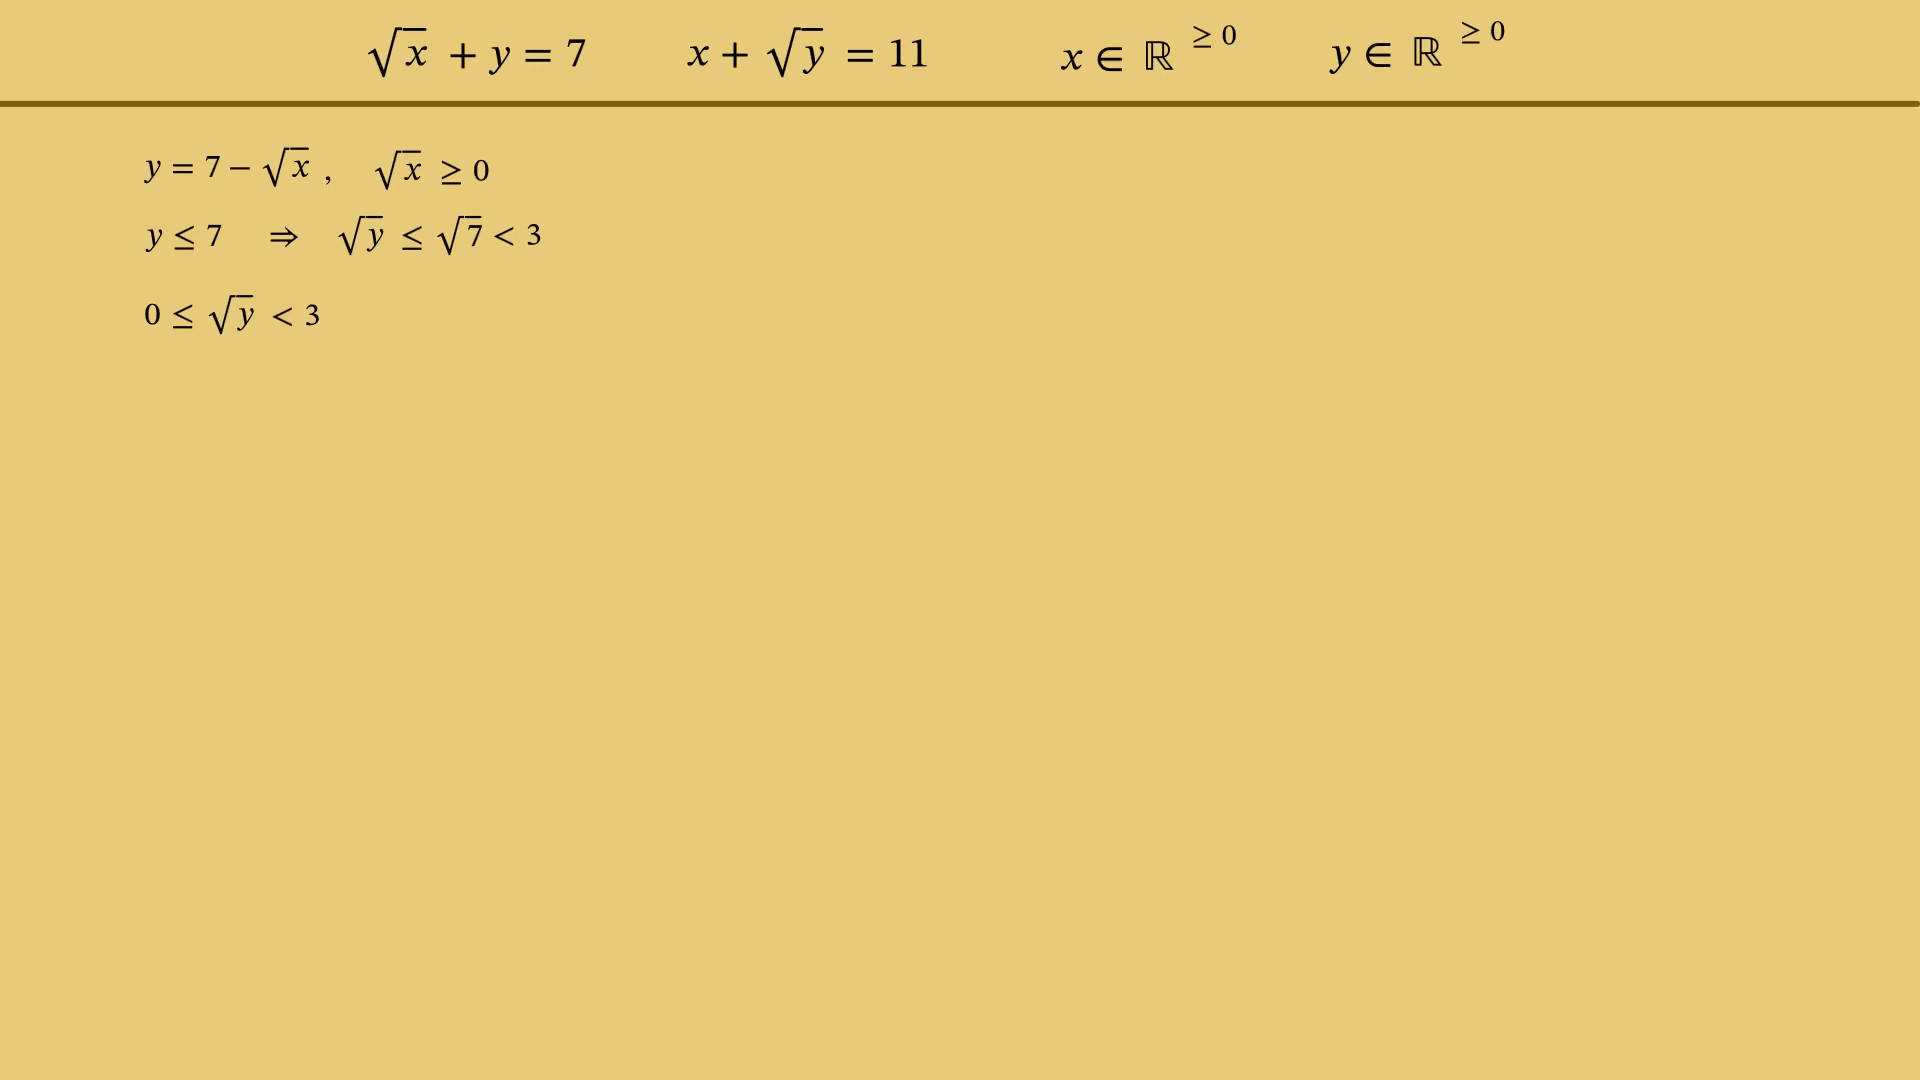 √x + y = 7 x + √y = 11 x ∈ ℝ ≥ 0 y ∈ ℝ ≥ 0
y = 7 − √x , √x ≥ 0
y ≤ 7 ⇒ √y ≤ √7 < 3
0 ≤ √y < 3